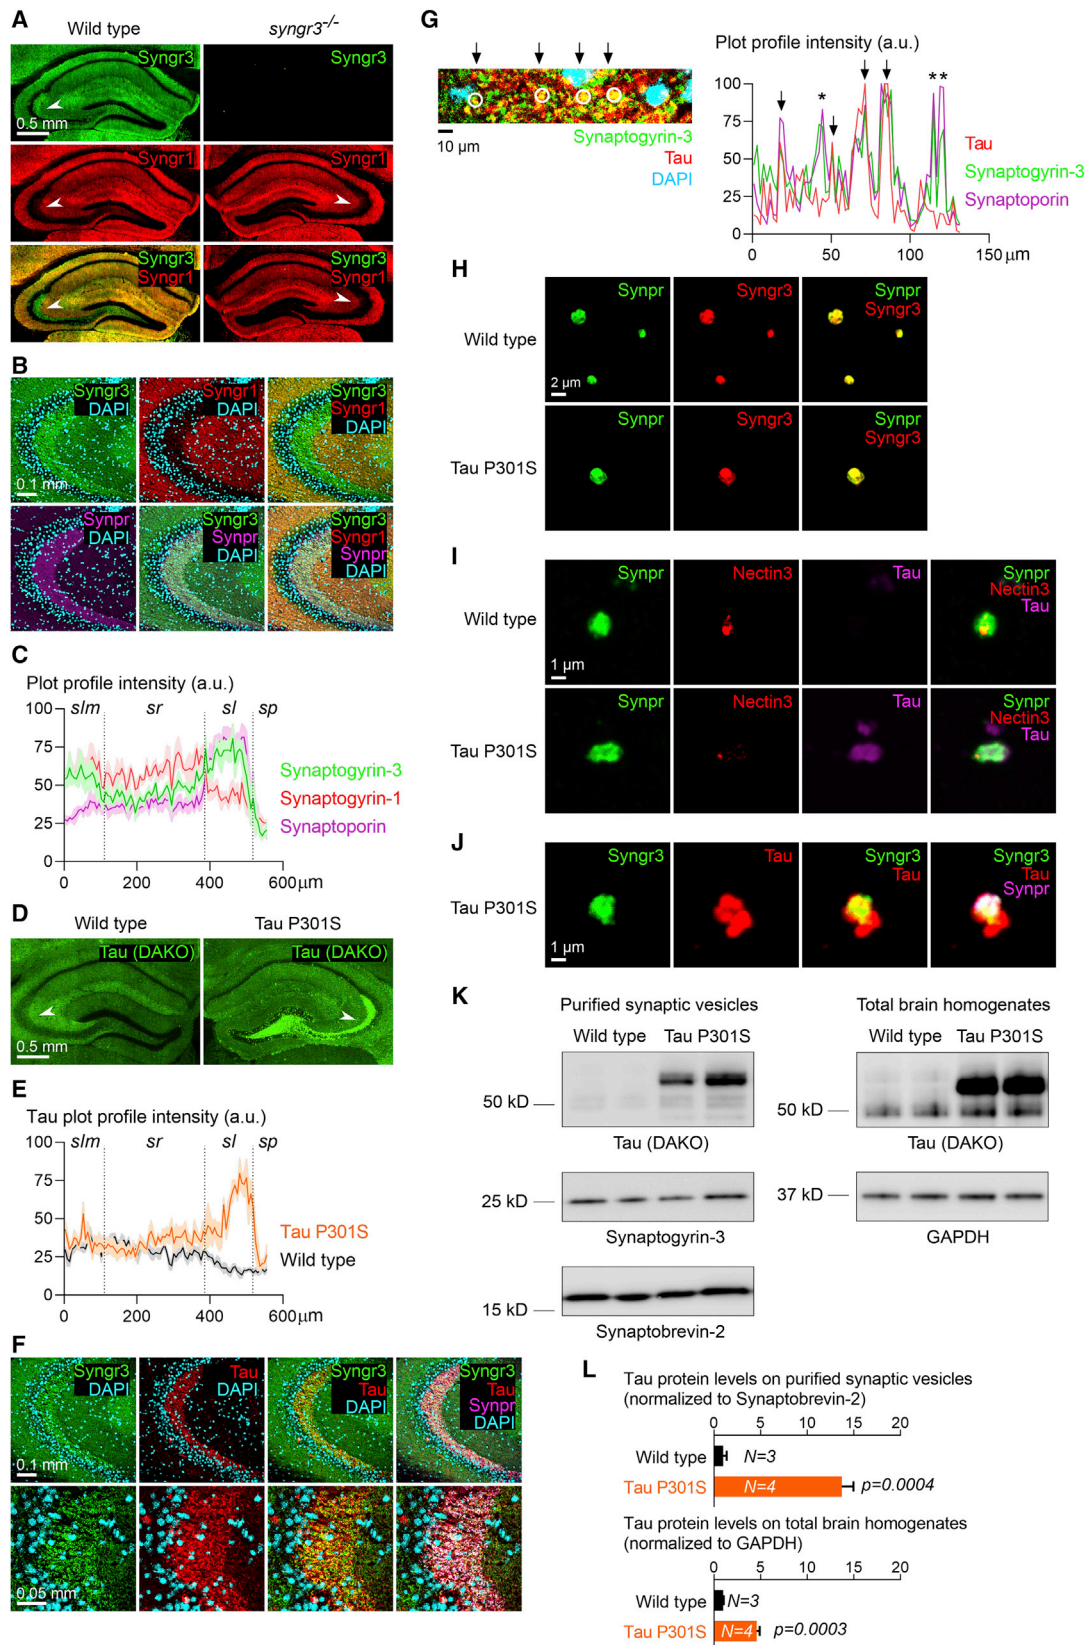 A
Wild type
syngr3-/-
Syngr3
Syngr3
0.5 mm
Syngr1
Syngr1
Syngr3
Syngr1
Syngr3
Syngr1
B
Syngr3
DAPI
0.1 mm
Syngr1
DAPI
Syngr3
Syngr1
DAPI
Synpr
DAPI
Syngr3
Synpr
DAPI
Syngr3
Syngr1
Synpr
DAPI
C
Plot profile intensity (a.u.)
100
75
50
25
0
slm sr sl sp
Synaptogyrin-3
Synaptogyrin-1
Synaptoporin
0 200 400 600 µm
D
Wild type
Tau P301S
Tau (DAKO)
Tau (DAKO)
0.5 mm
E
Tau plot profile intensity (a.u.)
100
75
50
25
0
slm sr sl sp
Tau P301S
Wild type
0 200 400 600 µm
F
Syngr3
DAPI
Tau
DAPI
Syngr3
Tau
DAPI
Syngr3
Tau
Synpr
DAPI
0.1 mm
0.05 mm
G
10 µm
Synaptogyrin-3
Tau
DAPI
Plot profile intensity (a.u.)
100
75
50
25
0
*
**
Tau
Synaptogyrin-3
Synaptoporin
0 50 100 150 µm
H
Wild type
Synpr
Syngr3
Synpr
Syngr3
2 µm
Tau P301S
Synpr
Syngr3
Synpr
Syngr3
I
Wild type
Synpr
Nectin3
Tau
Synpr
Nectin3
Tau
1 µm
Tau P301S
Synpr
Nectin3
Tau
Synpr
Nectin3
Tau
J
Tau P301S
Syngr3
Tau
Syngr3
Tau
Syngr3
Tau
Synpr
1 µm
K
Purified synaptic vesicles
Wild type Tau P301S
50 kD
Tau (DAKO)
25 kD
Synaptogyrin-3
15 kD
Synaptobrevin-2
Total brain homogenates
Wild type Tau P301S
50 kD
Tau (DAKO)
37 kD
GAPDH
L
Tau protein levels on purified synaptic vesicles
(normalized to Synaptobrevin-2)
0 5 10 15 20
Wild type N=3
Tau P301S N=4 p=0.0004
Tau protein levels on total brain homogenates
(normalized to GAPDH)
0 5 10 15 20
Wild type N=3
Tau P301S N=4 p=0.0003